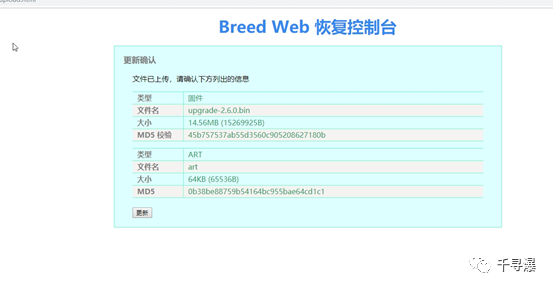 upload.html
Breed Web 恢复控制台
更新确认
文件已上传，请确认下方列出的信息
类型 固件
文件名 upgrade-2.6.0.bin
大小 14.56MB (15269925B)
MD5 校验 45b757537ab55d3560c905208627180b
类型 ART
文件名 art
大小 64KB (65536B)
MD5 0b38be88759b54164bc955bae64cd1c1
更新
千寻瀑